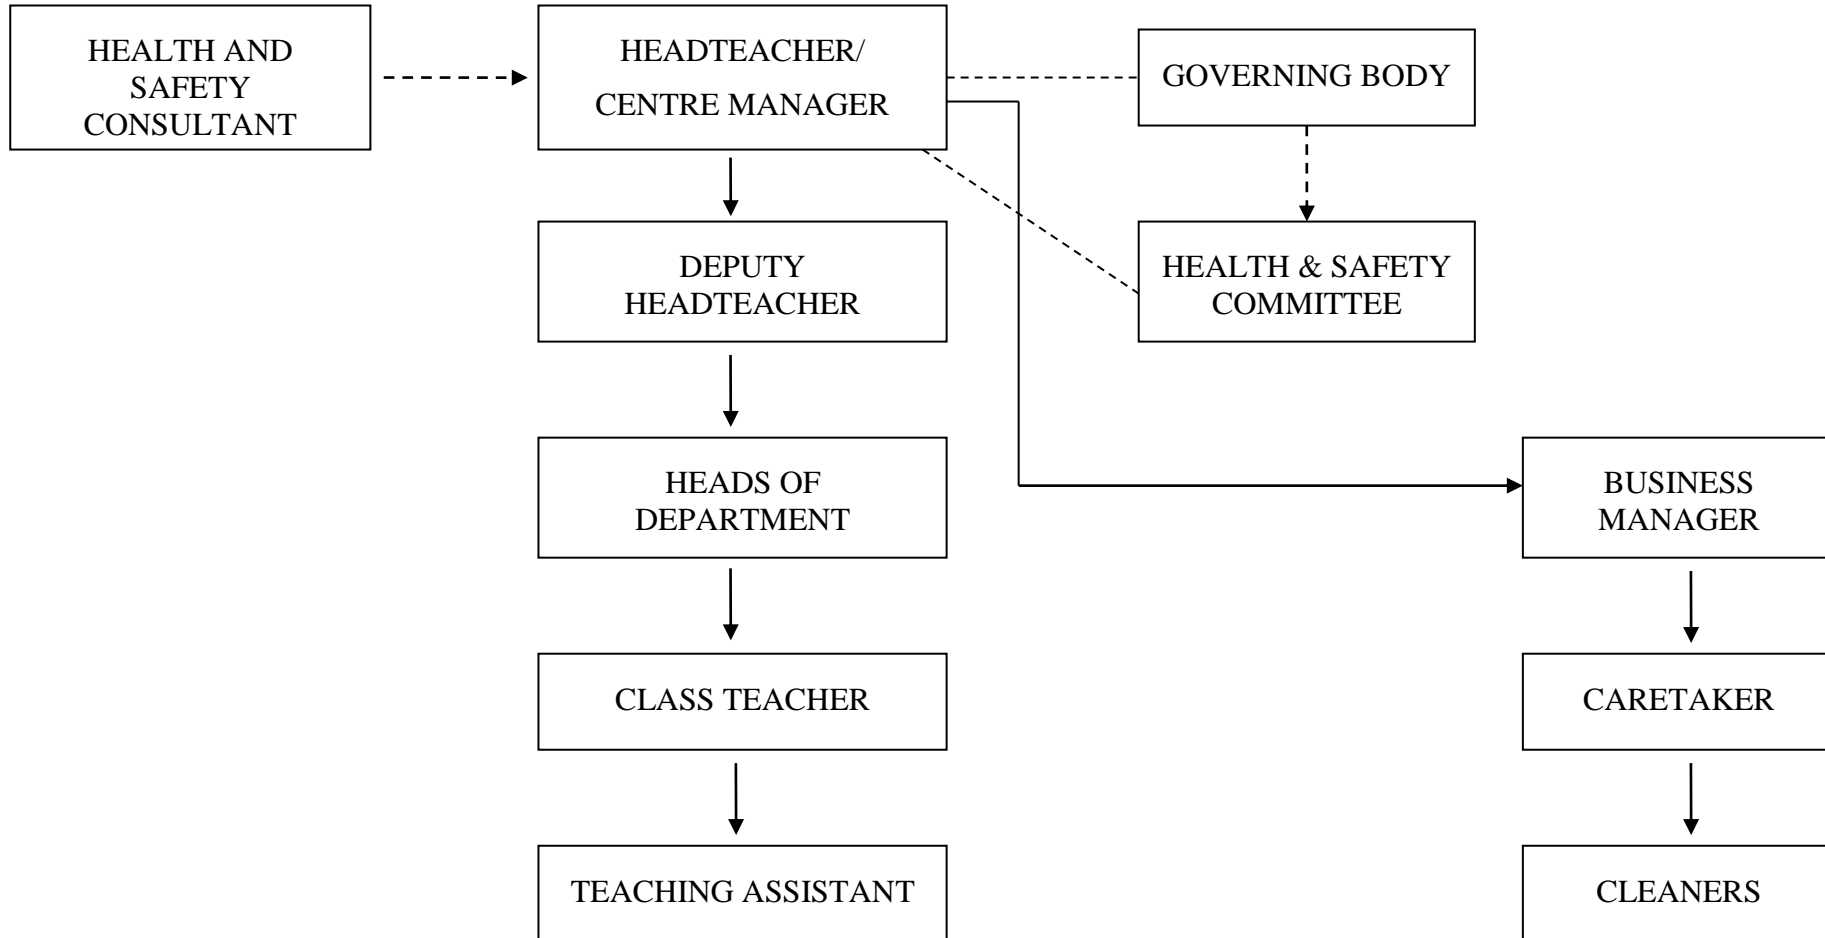 HEALTH AND
SAFETY
CONSULTANT
HEADTEACHER/
CENTRE MANAGER
GOVERNING BODY
DEPUTY
HEADTEACHER
HEALTH & SAFETY
COMMITTEE
HEADS OF
DEPARTMENT
BUSINESS
MANAGER
CLASS TEACHER
CARETAKER
TEACHING ASSISTANT
CLEANERS